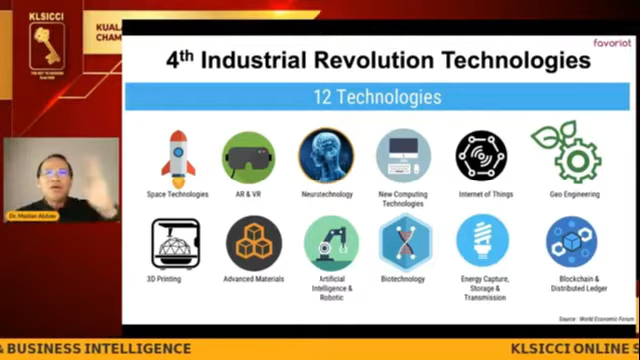 KLSICCI
KUALA
CHAM
favoriot
4th Industrial Revolution Technologies
12 Technologies
Space Technologies
AR & VR
Neurotechnology
New Computing
Technologies
Internet of Things
Geo Engineering
3D Printing
Advanced Materials
Artificial
Intelligence &
Robotic
Biotechnology
Energy Capture,
Storage &
Transmission
Blockchain &
Distributed Ledger
Dr. Mazlan Abbas
Source : World Economic Forum
& BUSINESS INTELLIGENCE
KLSICCI ONLINE S